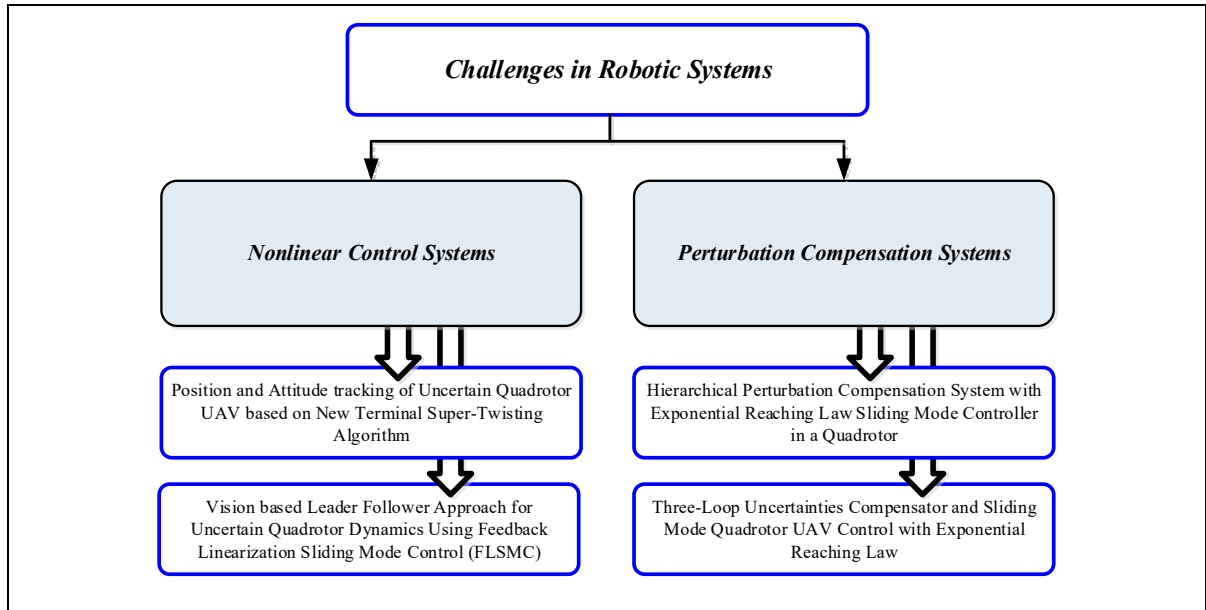 Challenges in Robotic Systems
Nonlinear Control Systems
Perturbation Compensation Systems
Position and Attitude tracking of Uncertain Quadrotor
UAV based on New Terminal Super-Twisting
Algorithm
Hierarchical Perturbation Compensation System with
Exponential Reaching Law Sliding Mode Controller
in a Quadrotor
Vision based Leader Follower Approach for
Uncertain Quadrotor Dynamics Using Feedback
Linearization Sliding Mode Control (FLSMC)
Three-Loop Uncertainties Compensator and Sliding
Mode Quadrotor UAV Control with Exponential
Reaching Law